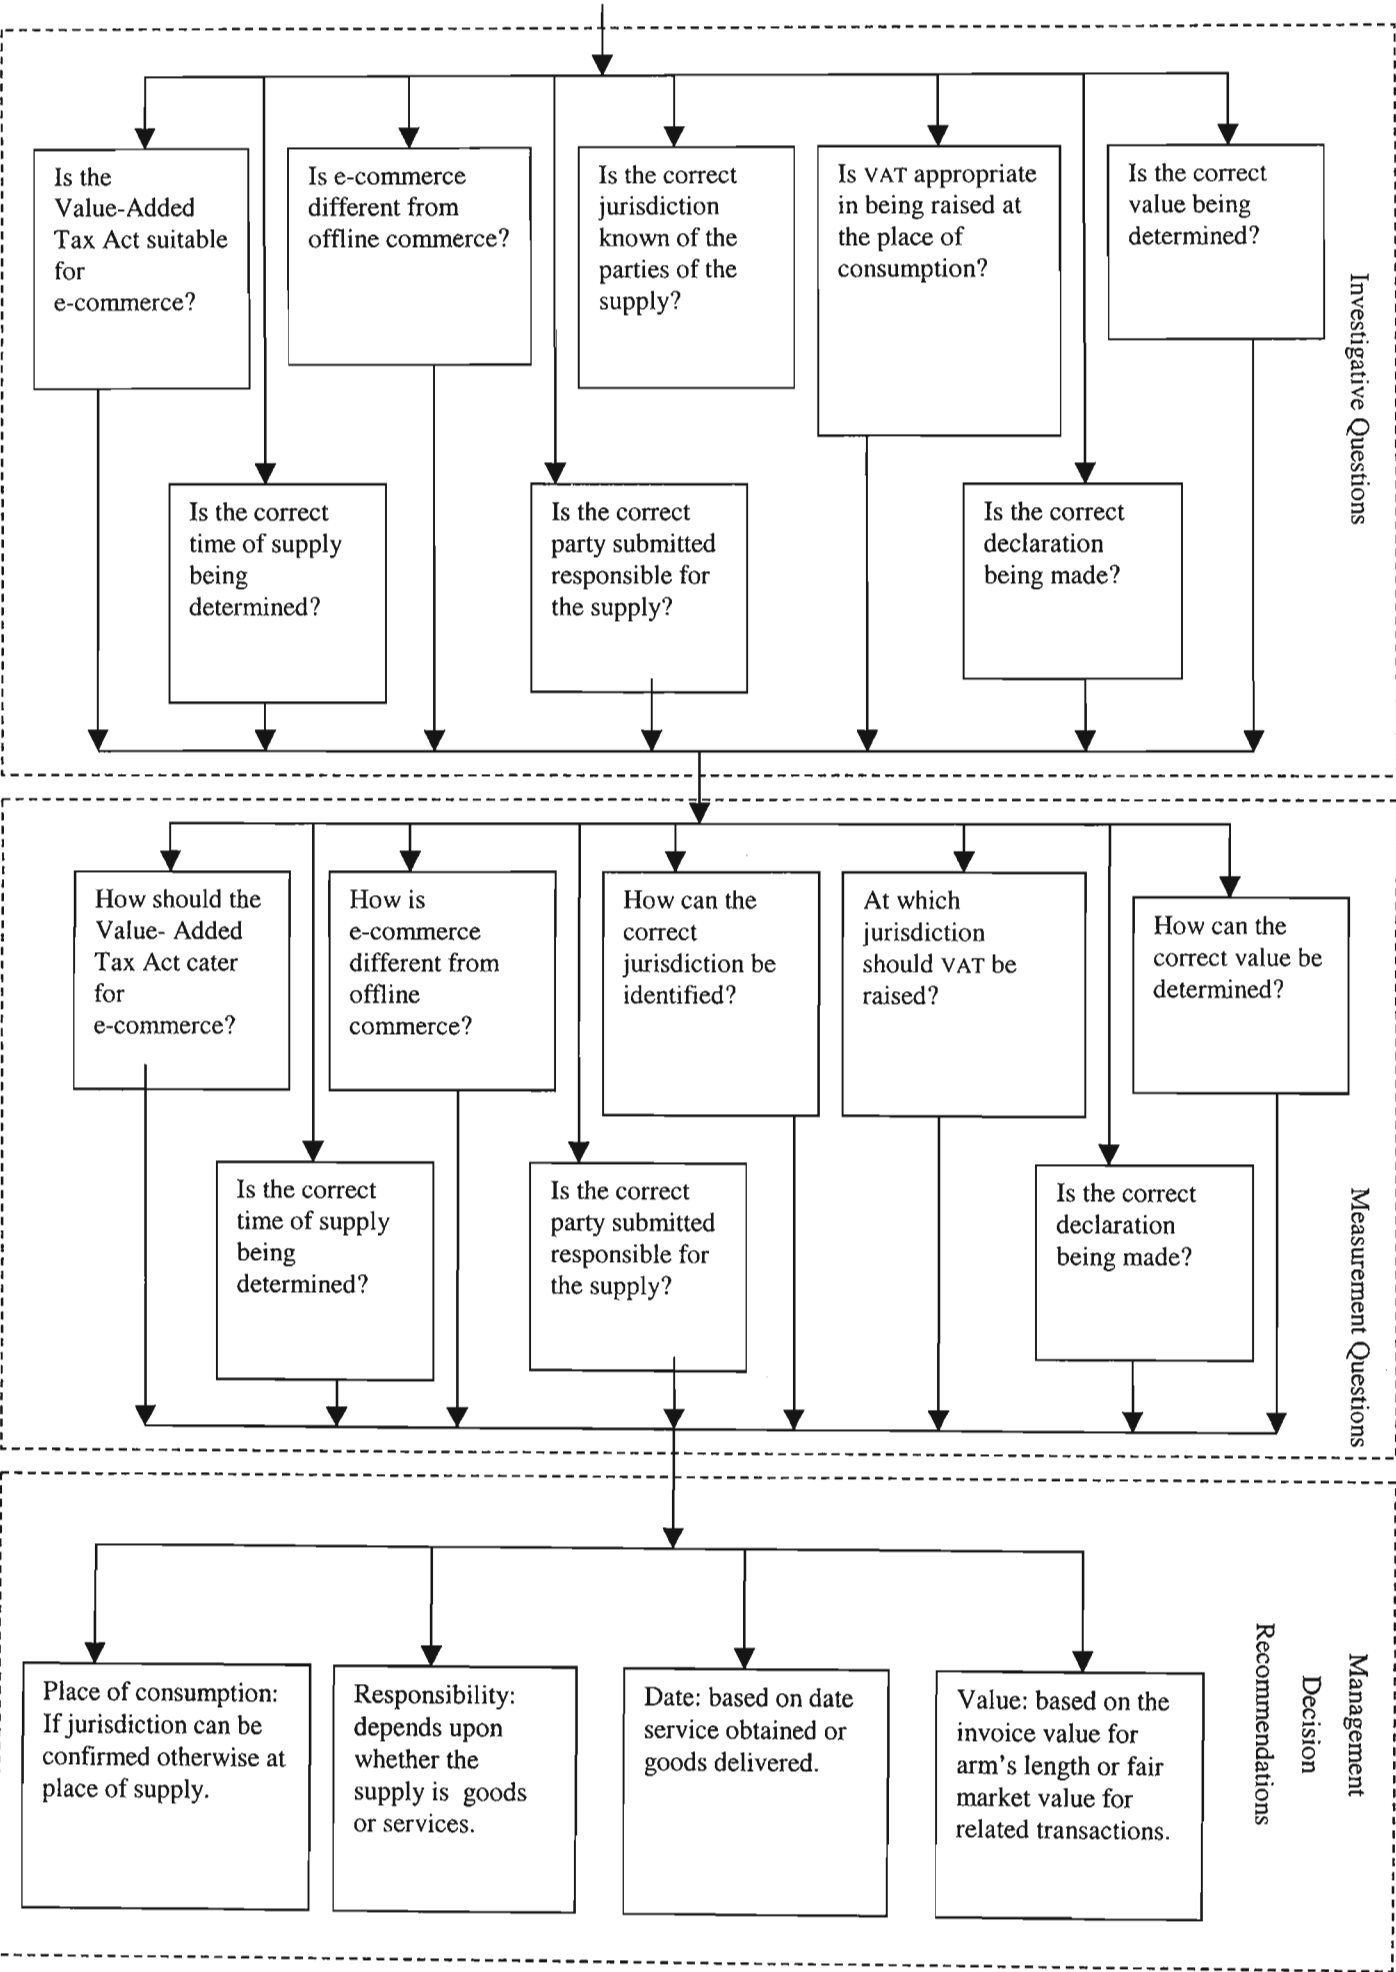 Is the
Value-Added
Tax Act suitable
for
e-commerce?
Is e-commerce
different from
offline commerce?
Is the correct
jurisdiction
known of the
parties of the
supply?
Is VAT appropriate
in being raised at
the place of
consumption?
Is the correct
value being
determined?
Investigative Questions
Is the correct
time of supply
being
determined?
Is the correct
party submitted
responsible for
the supply?
Is the correct
declaration
being made?
How should the
Value- Added
Tax Act cater
for
e-commerce?
How is
e-commerce
different from
offline
commerce?
How can the
correct
jurisdiction be
identified?
At which
jurisdiction
should VAT be
raised?
How can the
correct value be
determined?
Measurement Questions
Is the correct
time of supply
being
determined?
Is the correct
party submitted
responsible for
the supply?
Is the correct
declaration
being made?
Management
Decision
Recommendations
Place of consumption:
If jurisdiction can be
confirmed otherwise at
place of supply.
Responsibility:
depends upon
whether the
supply is goods
or services.
Date: based on date
service obtained or
goods delivered.
Value: based on the
invoice value for
arm's length or fair
market value for
related transactions.